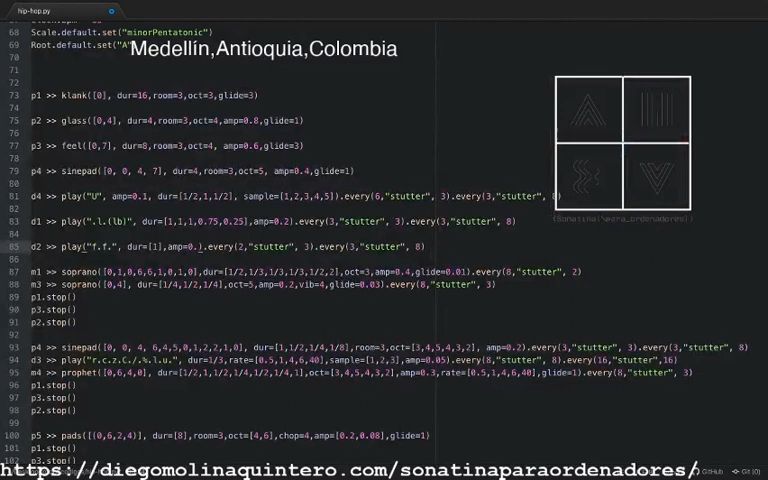 hip-hop.py
68 Scale.default.set("minorPentatonic")
69 Root.default.set("A"
Medellín,Antioquia,Colombia
70
71
72
73 p1 >> klank([0], dur=16,room=3,oct=3,glide=3)
74
75 p2 >> glass([0,4], dur=4,room=3,oct=4,amp=0.8,glide=1)
76
77 p3 >> feel([0,7], dur=8,room=3,oct=4, amp=0.6,glide=3)
78
79 p4 >> sinepad([0, 0, 4, 7], dur=4,room=3,oct=5, amp=0.4,glide=1)
80
81 d4 >> play("U", amp=0.1, dur=[1/2,1,1/2], sample=[1,2,3,4,5]).every(6,"stutter", 3).every(3,"stutter", 8)
82
83 d1 >> play(".l.(lb)", dur=[1,1,1,0.75,0.25],amp=0.2).every(3,"stutter", 3).every(3,"stutter", 8)
84
85 d2 >> play("f.f.", dur=[1],amp=0.).every(2,"stutter", 3).every(3,"stutter", 8)
86
87 m1 >> soprano([0,1,0,6,6,1,0,1,0],dur=[1/2,1/3,1/3,1/3,1/2,2],oct=3,amp=0.4,glide=0.01).every(8,"stutter", 2)
88 m3 >> soprano([0,4], dur=[1/4,1/2,1/4],oct=5,amp=0.2,vib=4,glide=0.03).every(8,"stutter", 3)
89 p1.stop()
90 p3.stop()
91 p2.stop()
92
93 p4 >> sinepad([0, 0, 4, 6,4,5,0,1,2,2,1,0], dur=[1,1/2,1/4,1/8],room=3,oct=[3,4,5,4,3,2], amp=0.2).every(3,"stutter", 3).every(3,"stutter", 8)
94 d3 >> play("r.c.z.C./.%.l.u.", dur=1/3,rate=[0.5,1,4,6,40],sample=[1,2,3],amp=0.05).every(8,"stutter", 8).every(16,"stutter",16)
95 m4 >> prophet([0,6,4,0], dur=[1/2,1,1/2,1/4,1/2,1/4,1],oct=[3,4,5,4,3,2],amp=0.3,rate=[0.5,1,4,6,40],glide=1).every(8,"stutter", 3)
96 p1.stop()
97 p3.stop()
98 p2.stop()
99
100 p5 >> pads([(0,6,2,4)], dur=[8],room=3,oct=[4,6],chop=4,amp=[0.2,0.08],glide=1)
101 p1.stop()
102 p3.stop()
(Sonatina\para_ordenadores/)
https://diegomolinaquintero.com/sonatinaparaordenadores/
GitHub
Git (0)